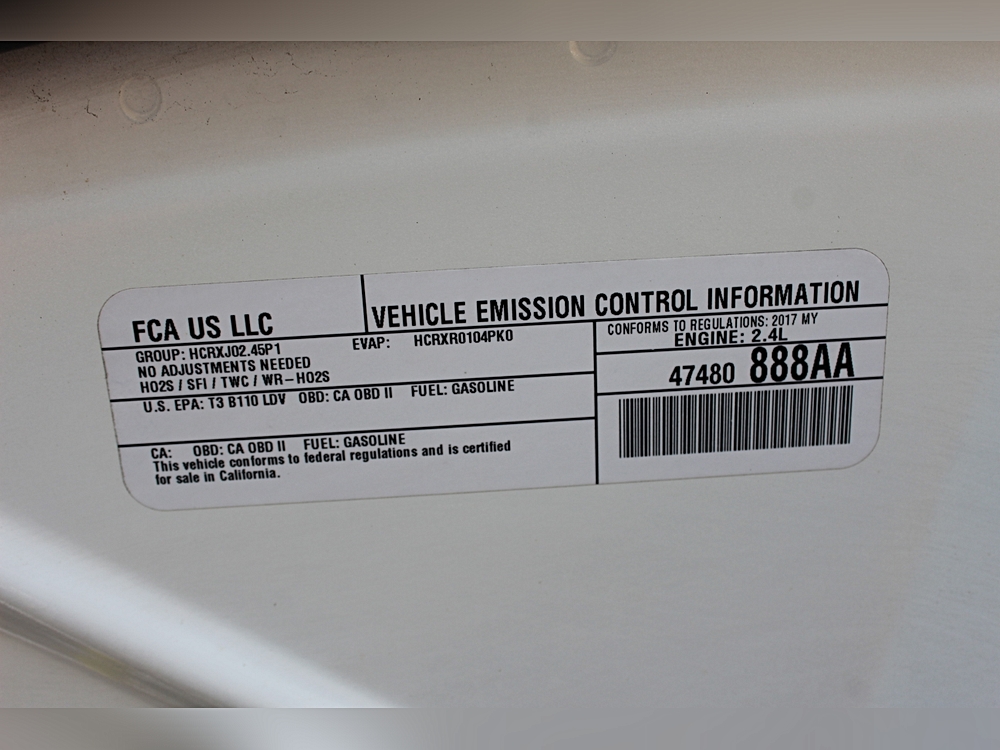 FCA US LLC
VEHICLE EMISSION CONTROL INFORMATION
GROUP: HCRXJ02.45P1
EVAP: HCRXR0104PK0
NO ADJUSTMENTS NEEDED
HO2S / SFI / TWC / WR-HO2S
U.S. EPA: T3 B110 LDV OBD: CA OBD II FUEL: GASOLINE
CA: OBD: CA OBD II FUEL: GASOLINE
This vehicle conforms to federal regulations and is certified
for sale in California.
CONFORMS TO REGULATIONS: 2017 MY
ENGINE: 2.4L
47480 888AA